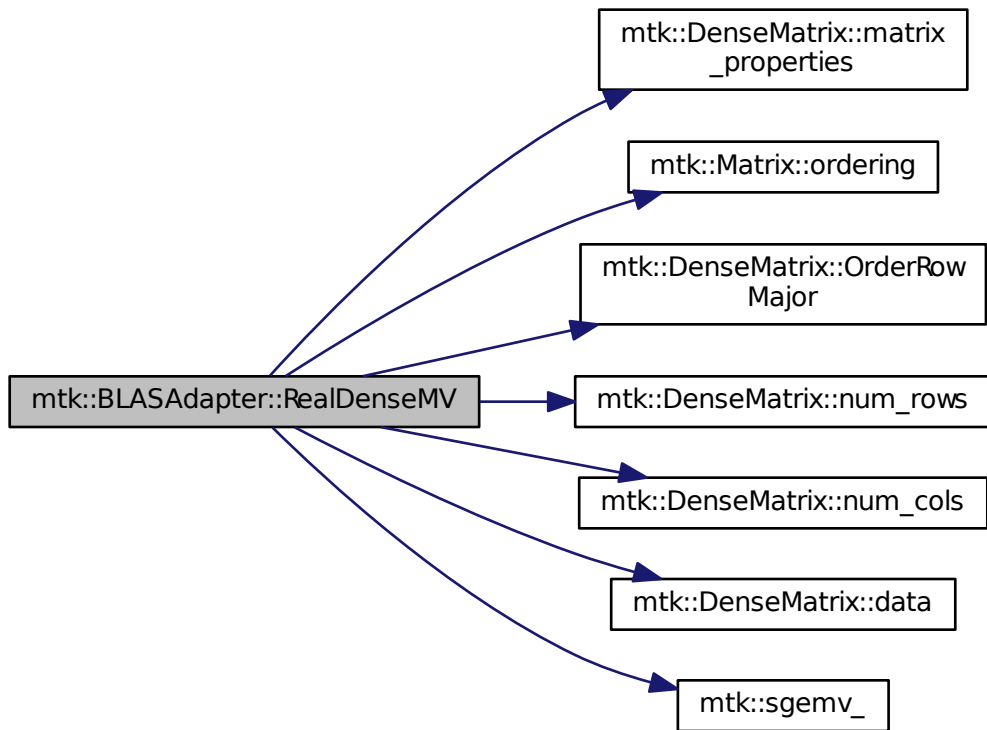 mtk::DenseMatrix::matrix
_properties
mtk::Matrix::ordering
mtk::DenseMatrix::OrderRow
Major
mtk::BLASAdapter::RealDenseMV
mtk::DenseMatrix::num_rows
mtk::DenseMatrix::num_cols
mtk::DenseMatrix::data
mtk::sgemv_